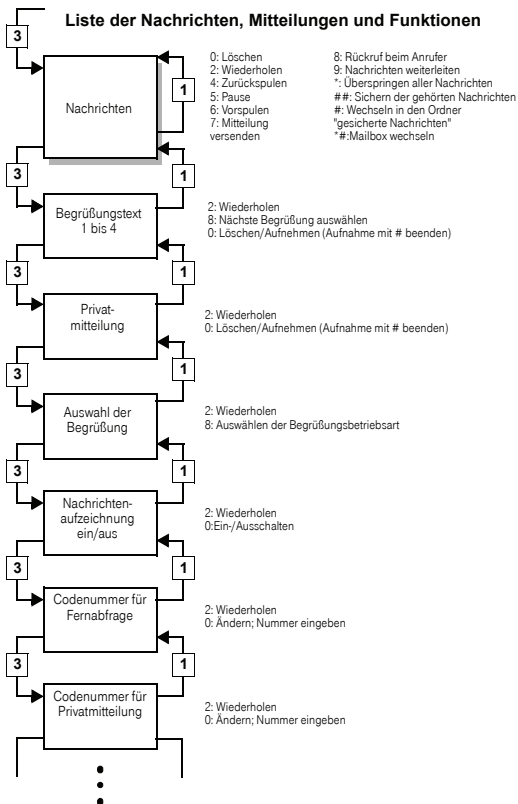 Liste der Nachrichten, Mitteilungen und Funktionen
3
Nachrichten
1
0: Löschen
2: Wiederholen
4: Zurückspulen
5: Pause
6: Vorspulen
7: Mitteilung
versenden
8: Rückruf beim Anrufer
9: Nachrichten weiterleiten
*: Überspringen aller Nachrichten
##: Sichern der gehörten Nachrichten
#: Wechseln in den Ordner
"gesicherte Nachrichten"
*#:Mailbox wechseln
3
1
Begrüßungstext
1 bis 4
2: Wiederholen
8: Nächste Begrüßung auswählen
0: Löschen/Aufnehmen (Aufnahme mit # beenden)
3
1
Privat-
mitteilung
2: Wiederholen
0: Löschen/Aufnehmen (Aufnahme mit # beenden)
3
1
Auswahl der
Begrüßung
2: Wiederholen
8: Auswählen der Begrüßungsbetriebsart
3
1
Nachrichten-
aufzeichnung
ein/aus
2: Wiederholen
0:Ein-/Ausschalten
3
1
Codenummer für
Fernabfrage
2: Wiederholen
0: Ändern; Nummer eingeben
3
1
Codenummer für
Privatmitteilung
2: Wiederholen
0: Ändern; Nummer eingeben